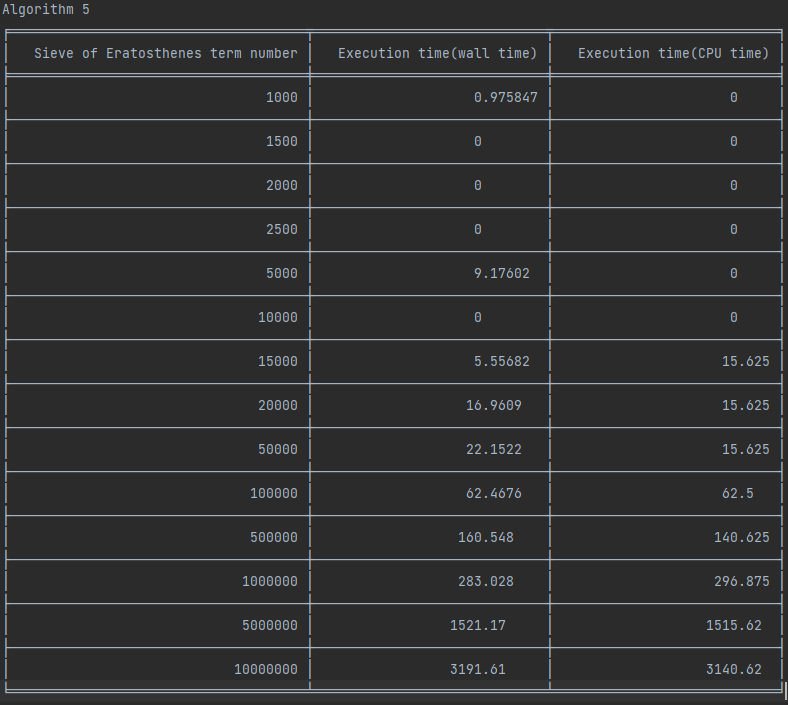 Algorithm 5
Sieve of Eratosthenes term number Execution time(wall time) Execution time(CPU time)
1000 0.975847 0
1500 0 0
2000 0 0
2500 0 0
5000 9.17602 0
10000 0 0
15000 5.55682 15.625
20000 16.9609 15.625
50000 22.1522 15.625
100000 62.4676 62.5
500000 160.548 140.625
1000000 283.028 296.875
5000000 1521.17 1515.62
10000000 3191.61 3140.62